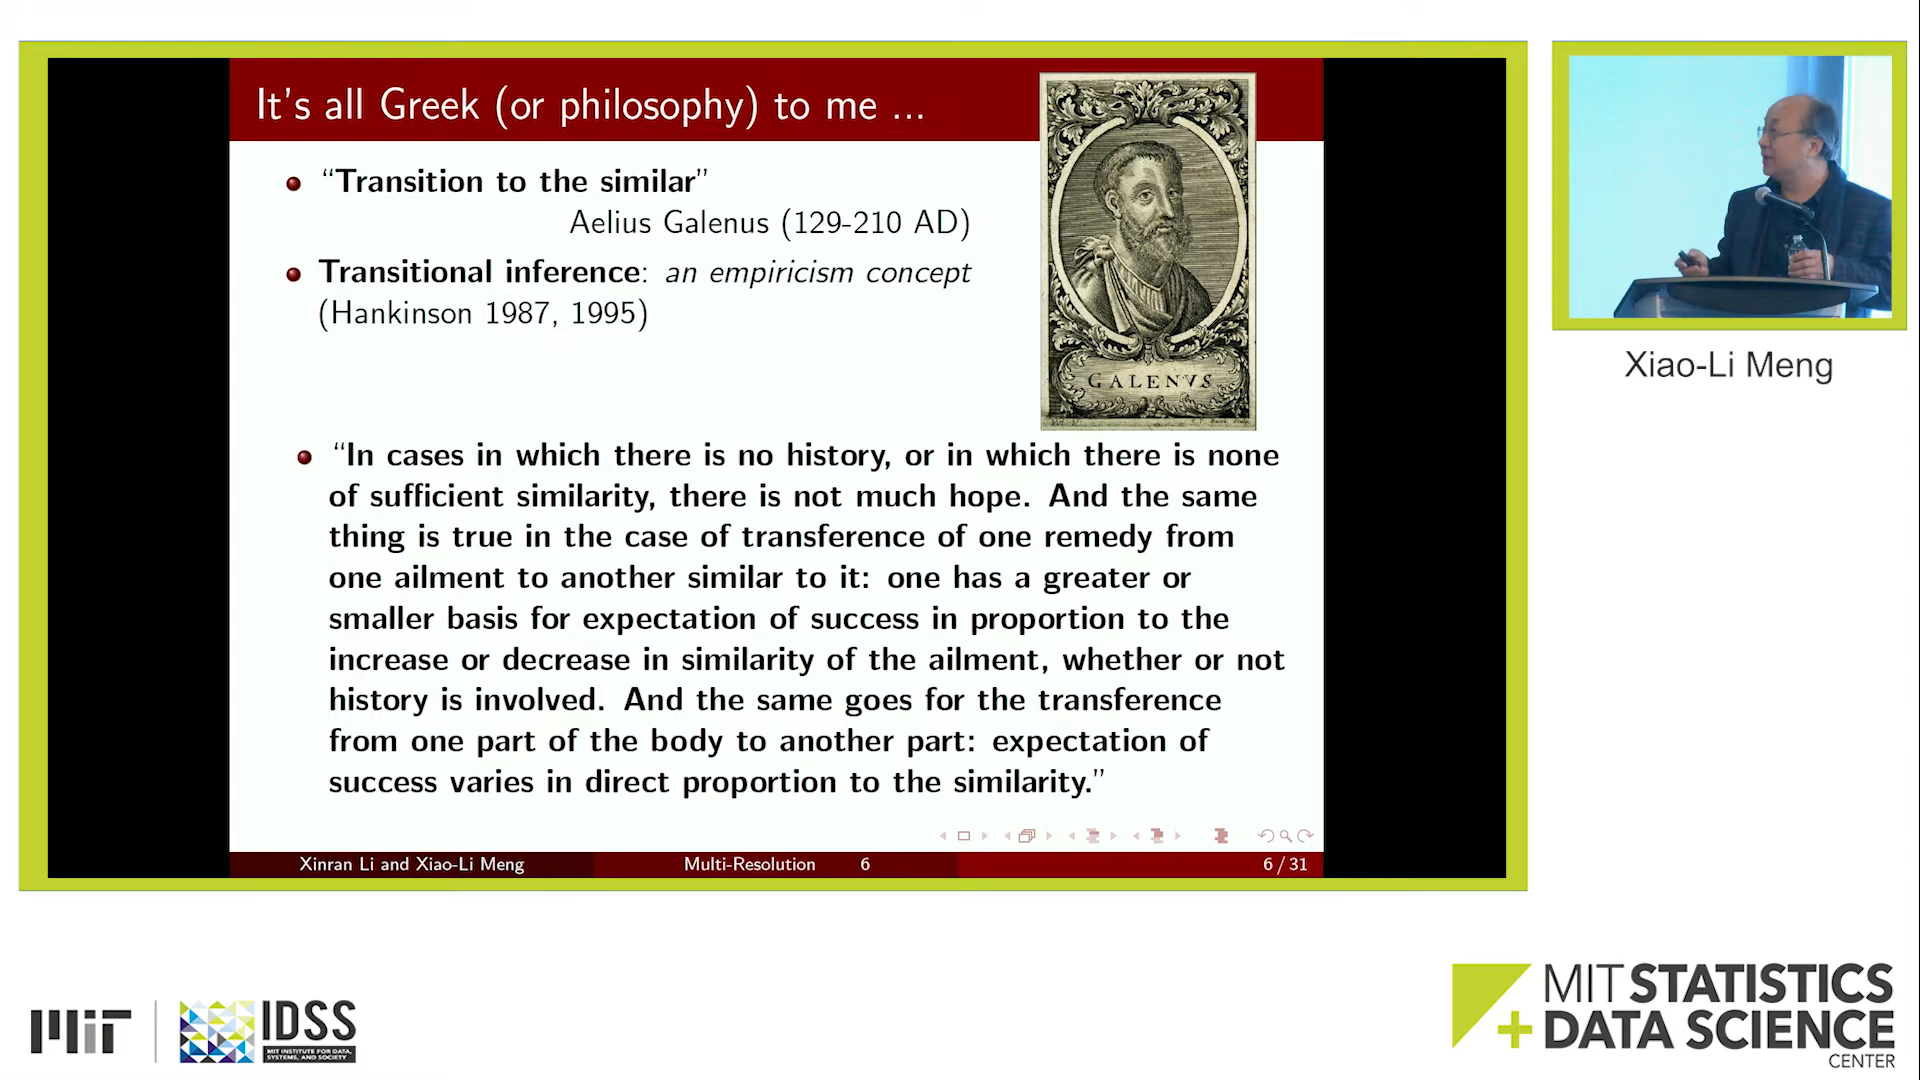 It's all Greek (or philosophy) to me ...
“Transition to the similar”
Aelius Galenus (129-210 AD)
Transitional inference: an empiricism concept
(Hankinson 1987, 1995)
GALENVS
“In cases in which there is no history, or in which there is none
of sufficient similarity, there is not much hope. And the same
thing is true in the case of transference of one remedy from
one ailment to another similar to it: one has a greater or
smaller basis for expectation of success in proportion to the
increase or decrease in similarity of the ailment, whether or not
history is involved. And the same goes for the transference
from one part of the body to another part: expectation of
success varies in direct proportion to the similarity.”
Xinran Li and Xiao-Li Meng
Multi-Resolution
6
6 / 31
Xiao-Li Meng
MIT
IDSS
MIT INSTITUTE FOR DATA,
SYSTEMS, AND SOCIETY
MIT STATISTICS
+ DATA SCIENCE
CENTER